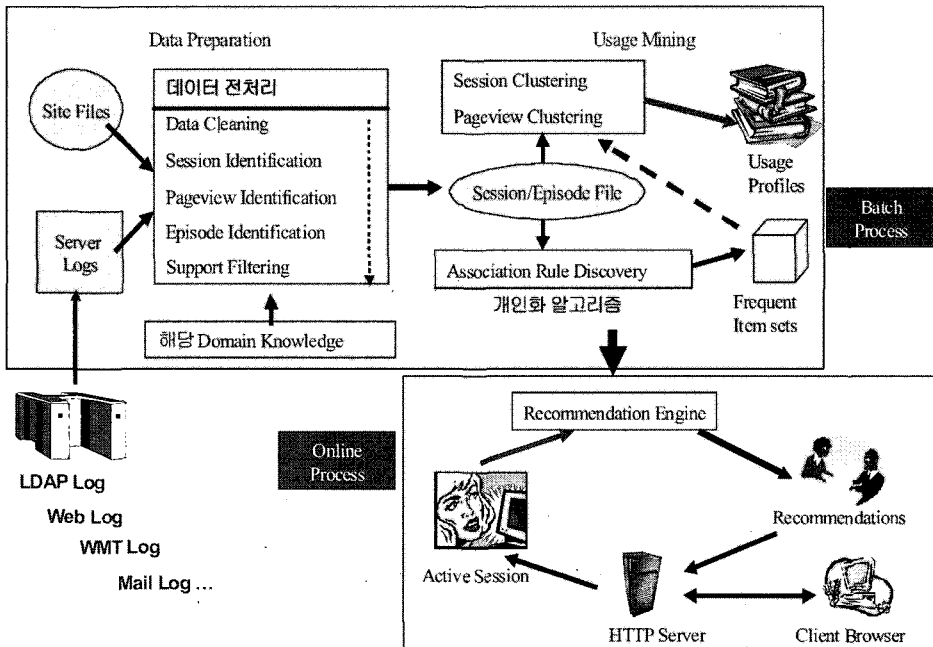 Data Preparation
Usage Mining
Site Files
Server
Logs
데이터 전처리
Data Cleaning
Session Identification
Pageview Identification
Episode Identification
Support Filtering
해당 Domain Knowledge
Session Clustering
Pageview Clustering
Session/Episode File
Association Rule Discovery
개인화 알고리즘
Usage
Profiles
Frequent
Item sets
Batch
Process
LDAP Log
Web Log
WMT Log
Mail Log ...
Online
Process
Recommendation Engine
Active Session
Recommendations
HTTP Server
Client Browser